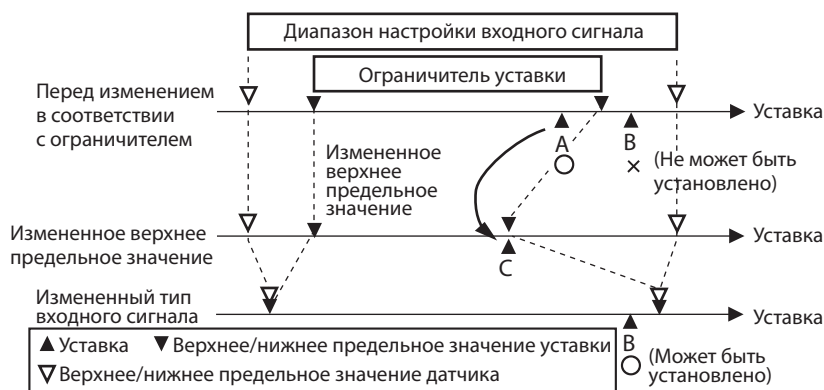 Диапазон настройки входного сигнала
Ограничитель уставки
Перед изменением
в соответствии
с ограничителем
Уставка
A
B
(Не может быть
установлено)
Измененное
верхнее
предельное
значение
Измененное верхнее
предельное значение
Уставка
C
Измененный тип
входного сигнала
Уставка
B
(Может быть
установлено)
▲ Уставка ▼ Верхнее/нижнее предельное значение уставки
▽ Верхнее/нижнее предельное значение датчика